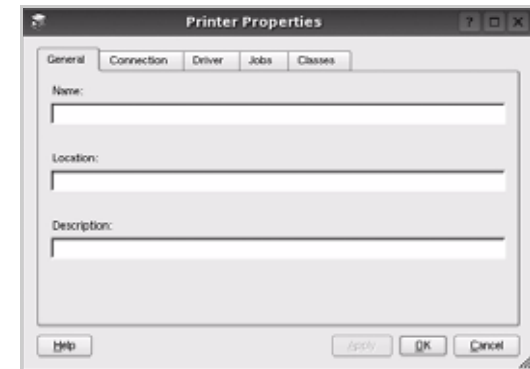 Printer Properties
General Connection Driver Jobs Classes
Name:
Location:
Description:
Help Apply OK Cancel